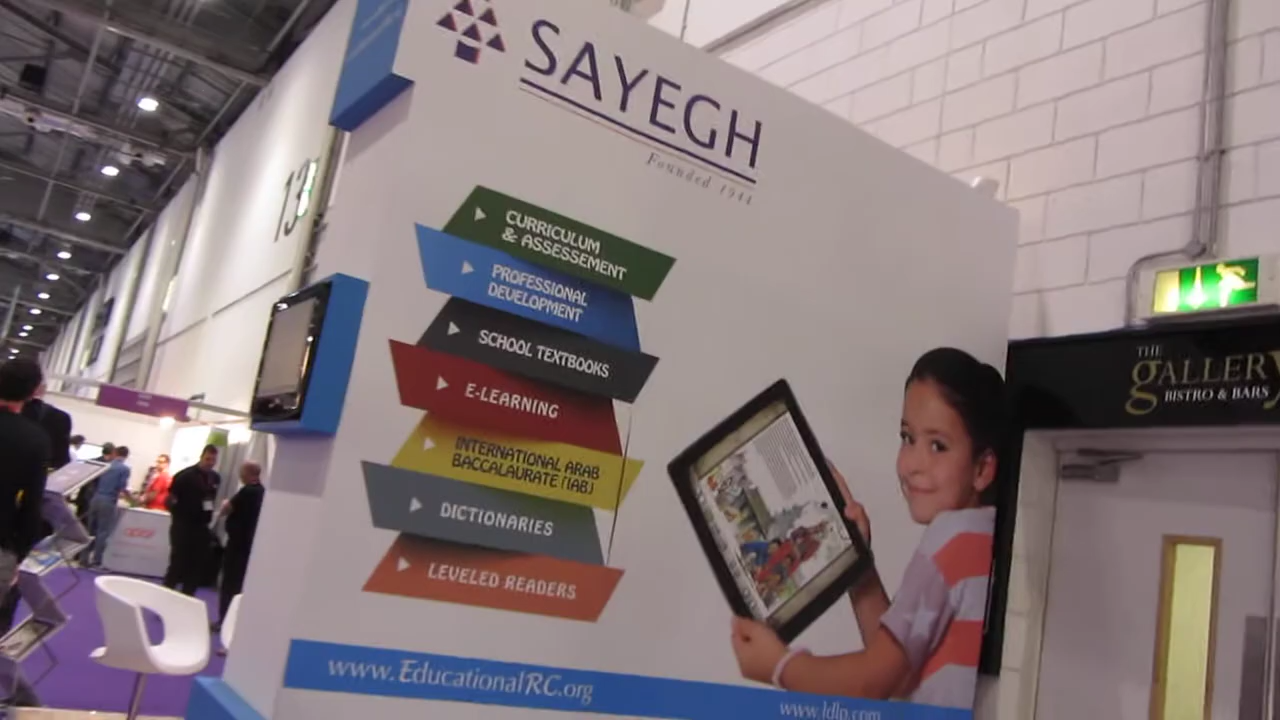 SAYEGH
Founded 1944
13
CURRICULUM
& ASSESSEMENT
PROFESSIONAL
DEVELOPMENT
SCHOOL TEXTBOOKS
E-LEARNING
INTERNATIONAL ARAB
BACCALAURATE (IAB)
DICTIONARIES
LEVELED READERS
THE
gALLERY
BISTRO & BARS
www.EducationalRC.org
www.ldlp.com